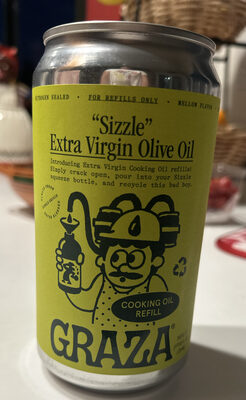 NITROGEN SEALED • FOR REFILLS ONLY • MELLOW FLAVOR
“Sizzle”
Extra Virgin Olive Oil
Introducing Extra Virgin Cooking Oil refills!
Simply crack open, pour into your Sizzle
squeeze bottle, and recycle this bad boy.
COOKING OIL
REFILL
GRAZA